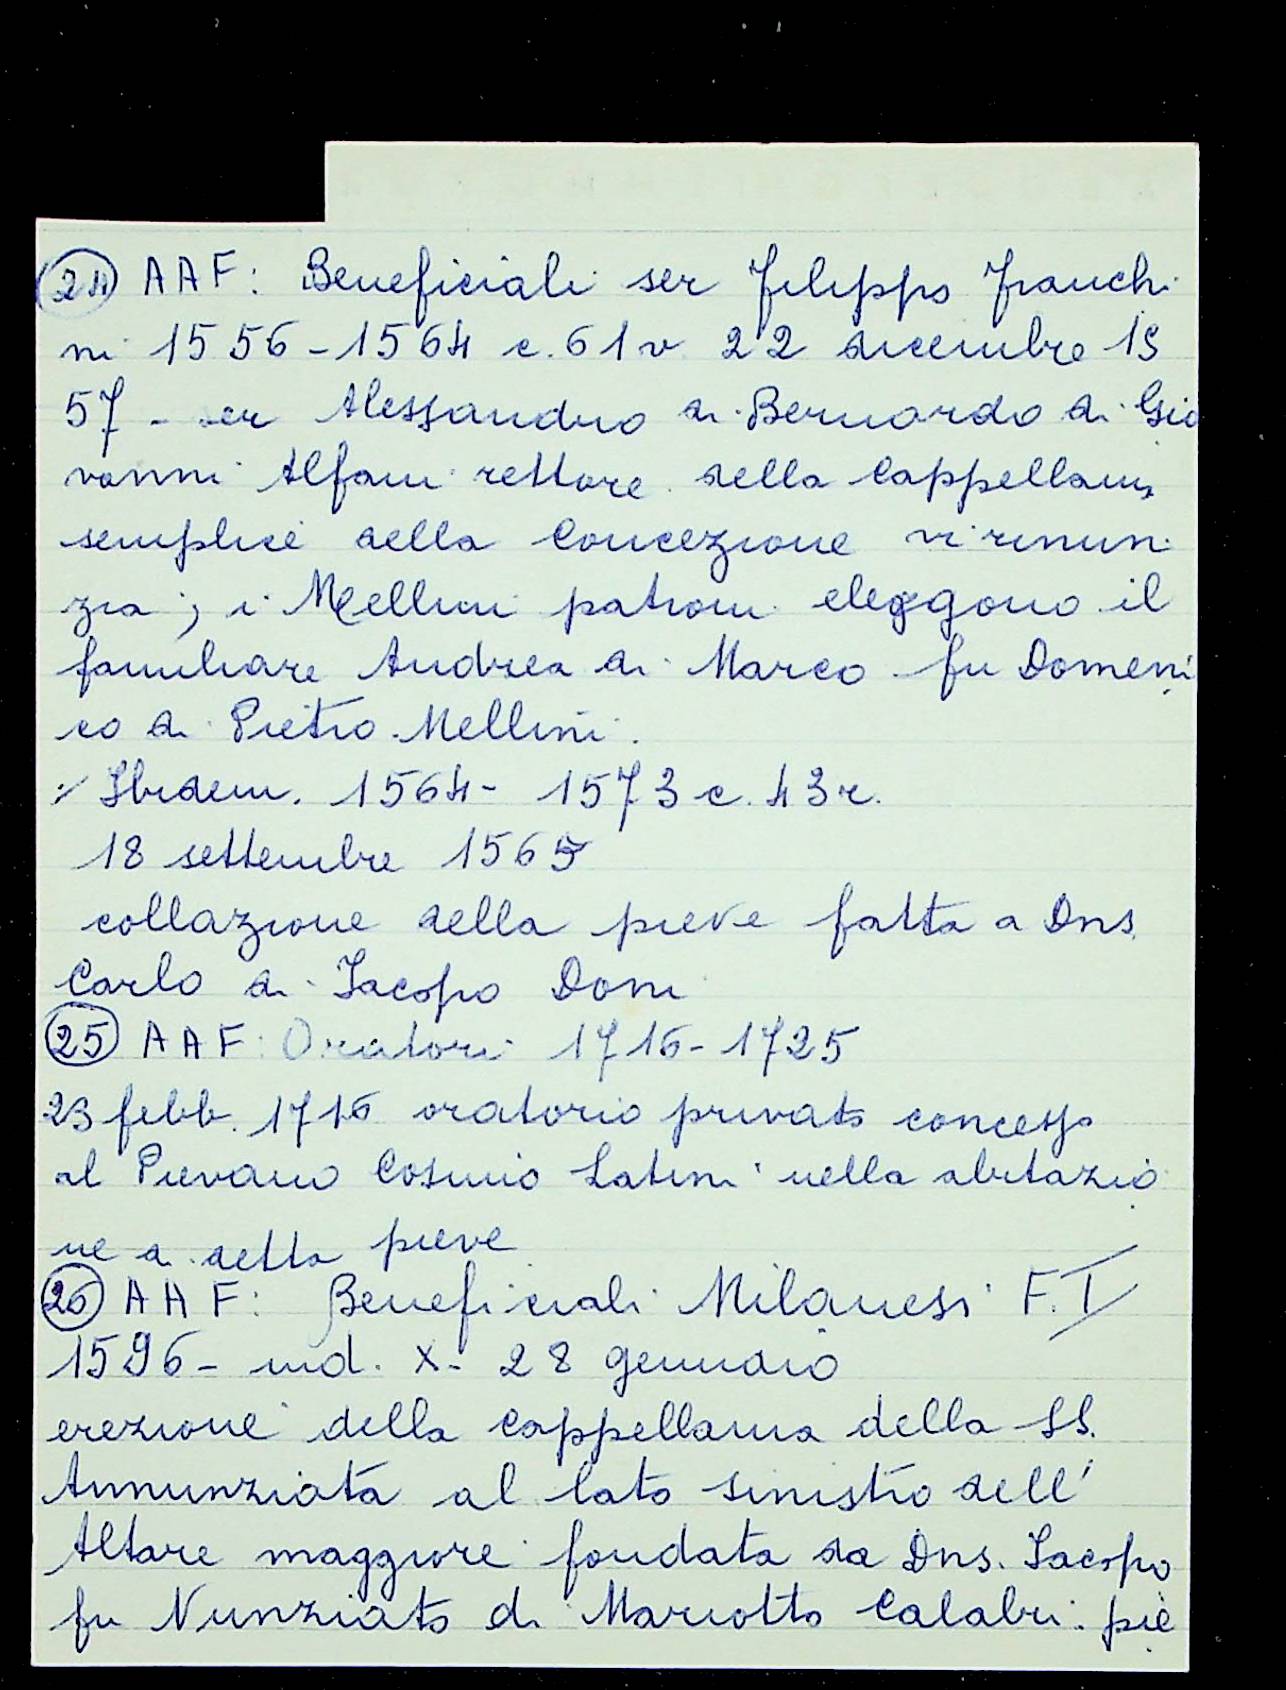 24 AAF: Beneficiali ser Filippo Franchi
ni 1556-1564 c. 61v 22 dicembre 15
57 - ser Alessandro di Bernardo di Gio
vanni Alfani rettore della Cappellania
semplice della Concezione vi rinun
zia; i Mellini patroni eleggono il
familiare Andrea di Marco fu Domeni
co di Pietro Mellini.
Ibidem. 1564- 1573 c. 43r.
18 settembre 1565
collazione della pieve fatta a Dns.
Carlo di Jacopo Doni
25 AAF: Oratori 1716-1725
23 febb. 1716 oratorio privato concesso
al Pievano Cosimo Latini nella abitazio
ne di detta pieve
26 AAF: Beneficiali Milanesi F. I
1596- ind. X- 28 gennaio
erezione della cappellania della SS.
Annunziata al lato sinistro dell'
Altare maggiore fondata da Dns. Jacopo
fu Nunziato di Mariotto Calabri pie